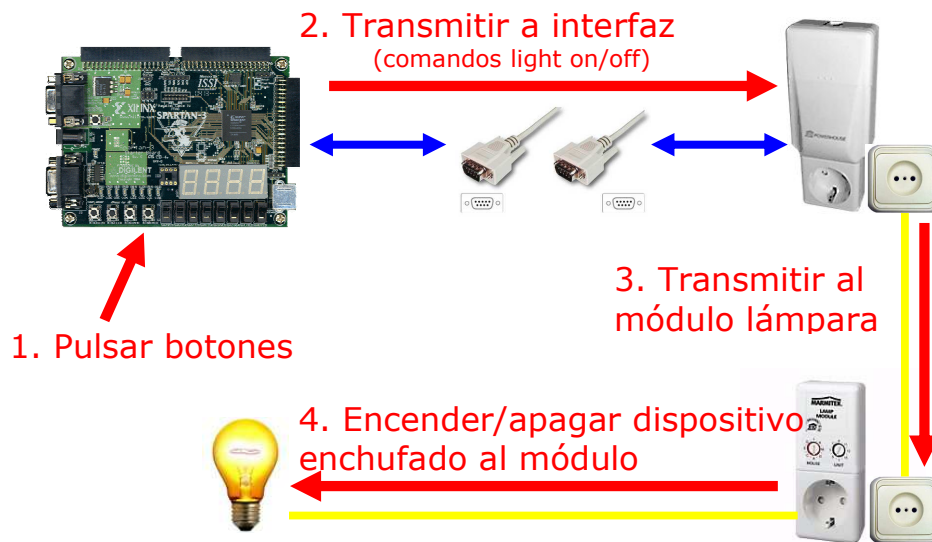 2. Transmitir a interfaz
(comandos light on/off)
ISSI
XILINX
SPARTAN-3
DIGILENT
POWERHOUSE
3. Transmitir al
módulo lámpara
1. Pulsar botones
MARMITEK
LAMP
MODULE
HOUSE
UNIT
4. Encender/apagar dispositivo
enchufado al módulo